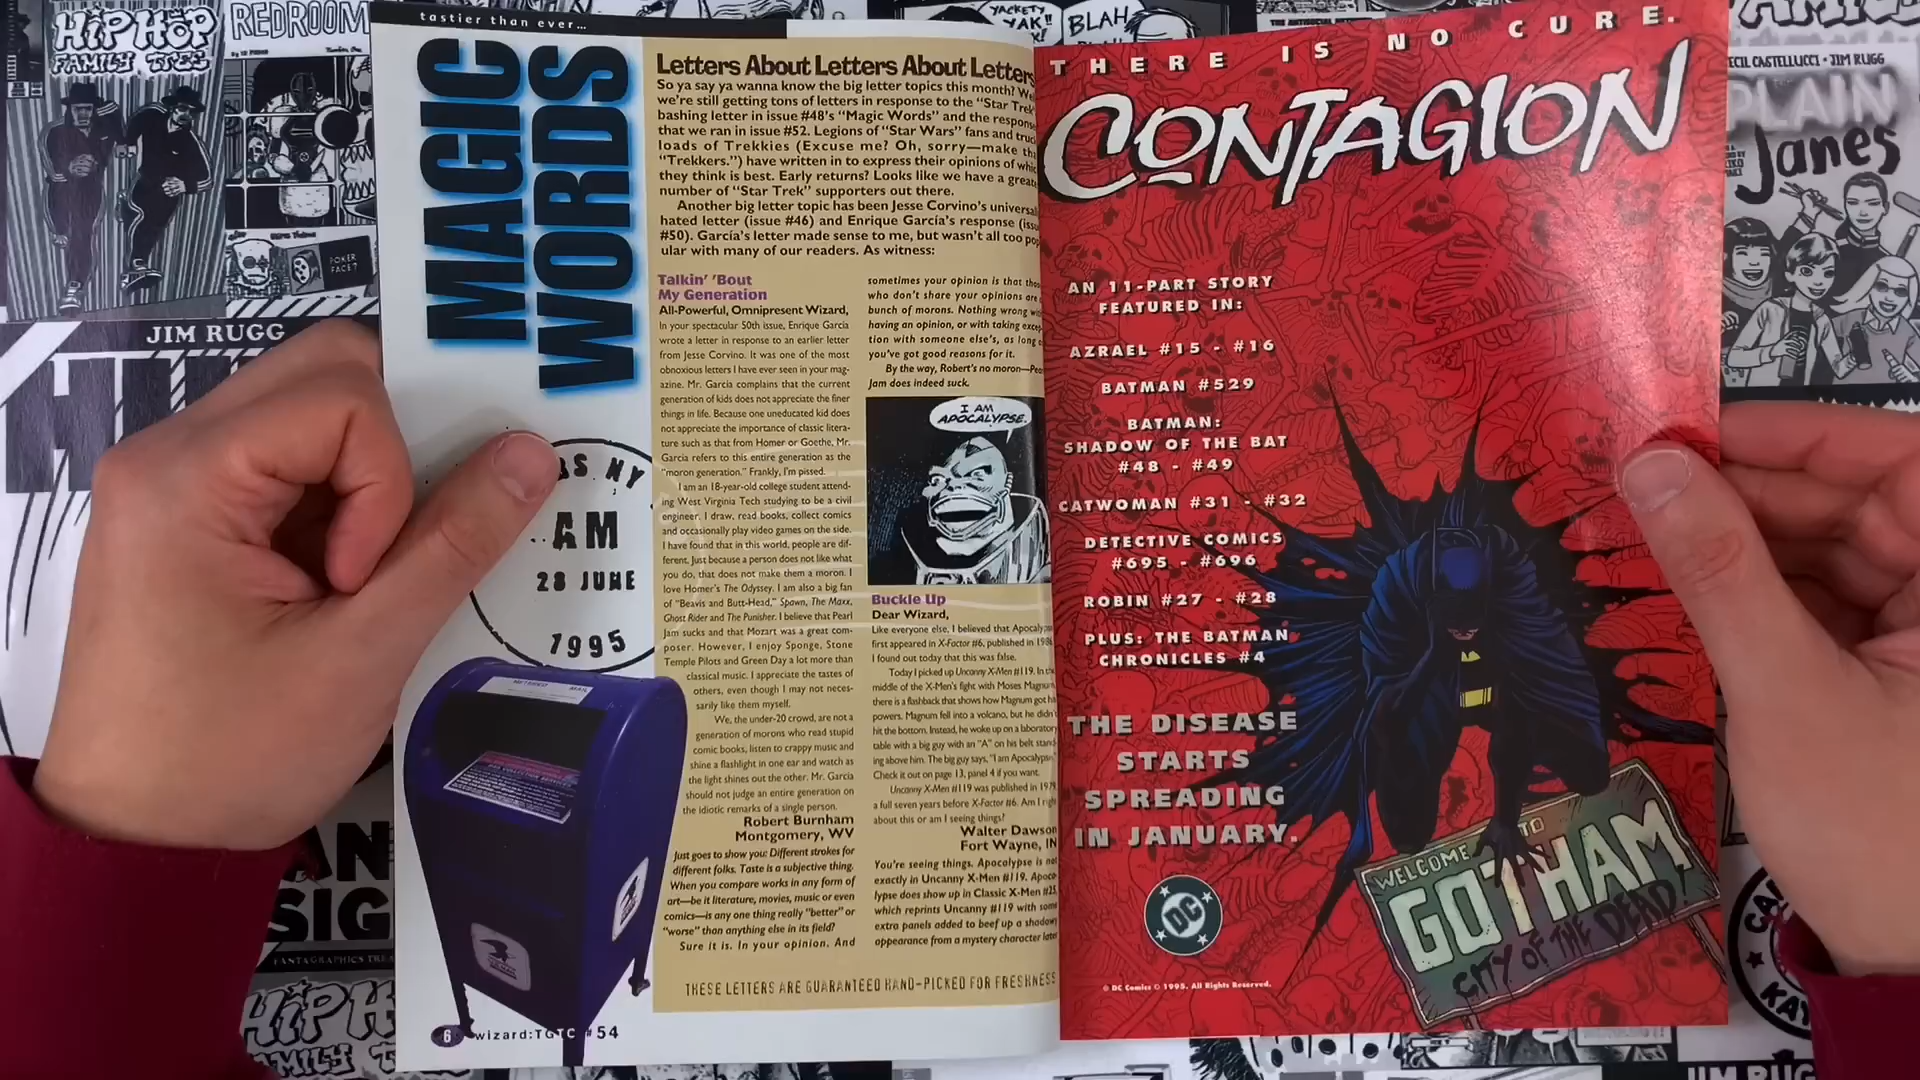 tastier than ever...
MAGIC
WORDS
Letters About Letters About Letters
So ya say ya wanna know the big letter topics this month?
we're still getting tons of letters in response to the "Star Trek"
bashing letter in issue #48's "Magic Words" and the response
that we ran in issue #52. Legions of "Star Wars" fans and
loads of Trekkies (Excuse me? Oh, sorry—make
"Trekkers.") have written in to express their opinions of
they think is best. Early returns? Looks like we have a
number of "Star Trek" supporters out there.
Another big letter topic has been Jesse Corvino's
hated letter (issue #46) and Enrique García's response
#50). García's letter made sense to me, but wasn't all too
ular with many of our readers. As witness:
Talkin' 'Bout
My Generation
All-Powerful, Omnipresent Wizard,
In your spectacular 50th issue, Enrique Garcia
wrote a letter in response to an earlier letter
from Jesse Corvino. It was one of the most
obnoxious letters I have ever seen in your mag-
azine. Mr. Garcia complains that the current
generation of kids does not appreciate the finer
things in life. Because one uneducated kid does
not appreciate the importance of classic litera-
ture such as that from Homer or Goethe, Mr.
Garcia refers to this entire generation as the
"moron generation." Frankly, I'm pissed.
I am an 18-year-old college student attend-
ing West Virginia Tech studying to be a civil
engineer. I draw, read books, collect comics
and occasionally play video games on the side.
I have found that in this world, people are dif-
ferent. Just because a person does not like what
you do, that does not make them a moron. I
love Homer's The Odyssey. I am also a big fan
of "Beavis and Butt-Head," Spawn, The Maxx,
Ghost Rider and The Punisher. I believe that Pearl
Jam sucks and that Mozart was a great com-
poser. However, I enjoy Sponge, Stone
Temple Pilots and Green Day a lot more than
classical music. I appreciate the tastes of
others, even though I may not neces-
sarily like them myself.
We, the under-20 crowd, are not a
generation of morons who read stupid
comic books, listen to crappy music and
shine a flashlight in one ear and watch as
the light shines out the other. Mr. Garcia
should not judge an entire generation on
the idiotic remarks of a single person.
Robert Burnham
Montgomery, WV
Just goes to show you: Different strokes for
different folks. Taste is a subjective thing.
When you compare works in any form of
art—be it literature, movies, music or even
comics—is any one thing really "better" or
"worse" than anything else in its field?
Sure it is. In your opinion. And
sometimes your opinion is that
who don't share your opinions are
bunch of morons. Nothing wrong
having an opinion, or with taking
tion with someone else's, as long
you've got good reasons for it.
By the way, Robert's no moron—
Jam does indeed suck.
I AM
APOCALYPSE.
Buckle Up
Dear Wizard,
Like everyone else, I believed that Apocalypse
first appeared in X-Factor #6, published in 1986.
I found out today that this was false.
Today I picked up Uncanny X-Men #119. In the
middle of the X-Men's fight with Moses Magnum,
there is a flashback that shows how Magnum got
powers. Magnum fell into a volcano, but he didn't
hit the bottom. Instead, he woke up on a laboratory
table with a big guy with an "A" on his belt stand-
ing above him. The big guy says, "I am Apocalypse."
Check it out on page 13, panel 4 if you want.
Uncanny X-Men #119 was published in 1979,
a full seven years before X-Factor #6. Am I right
about this or am I seeing things?
Walter Dawson
Fort Wayne, IN
You're seeing things. Apocalypse is not
exactly in Uncanny X-Men #119. Apoca-
lypse does show up in Classic X-Men #25,
which reprints Uncanny #119 with some
extra panels added to beef up a shadowy
appearance from a mystery character later
NY
AM
28 JUNE
1995
THESE LETTERS ARE GUARANTEED HAND-PICKED FOR FRESHNESS
6 wizard:TGTC #54
THERE IS NO CURE.
CONTAGION
AN 11-PART STORY
FEATURED IN:
AZRAEL #15 - #16
BATMAN #529
BATMAN:
SHADOW OF THE BAT
#48 - #49
CATWOMAN #31 - #32
DETECTIVE COMICS
#695 - #696
ROBIN #27 - #28
PLUS: THE BATMAN
CHRONICLES #4
THE DISEASE
STARTS
SPREADING
IN JANUARY.
DC
© DC Comics © 1995. All Rights Reserved.
WELCOME TO
GOTHAM
CITY OF THE DEAD!
HIP HOP
FAMILY TREE
REDROOM
POKER
FACE?
JIM RUGG
YACKETY
YAK!!
BLAH
CECIL CASTELLUCCI • JIM RUGG
PLAIN
Janes
FANTAGRAPHICS
HIP HOP
FAMILY
JIM RUGG